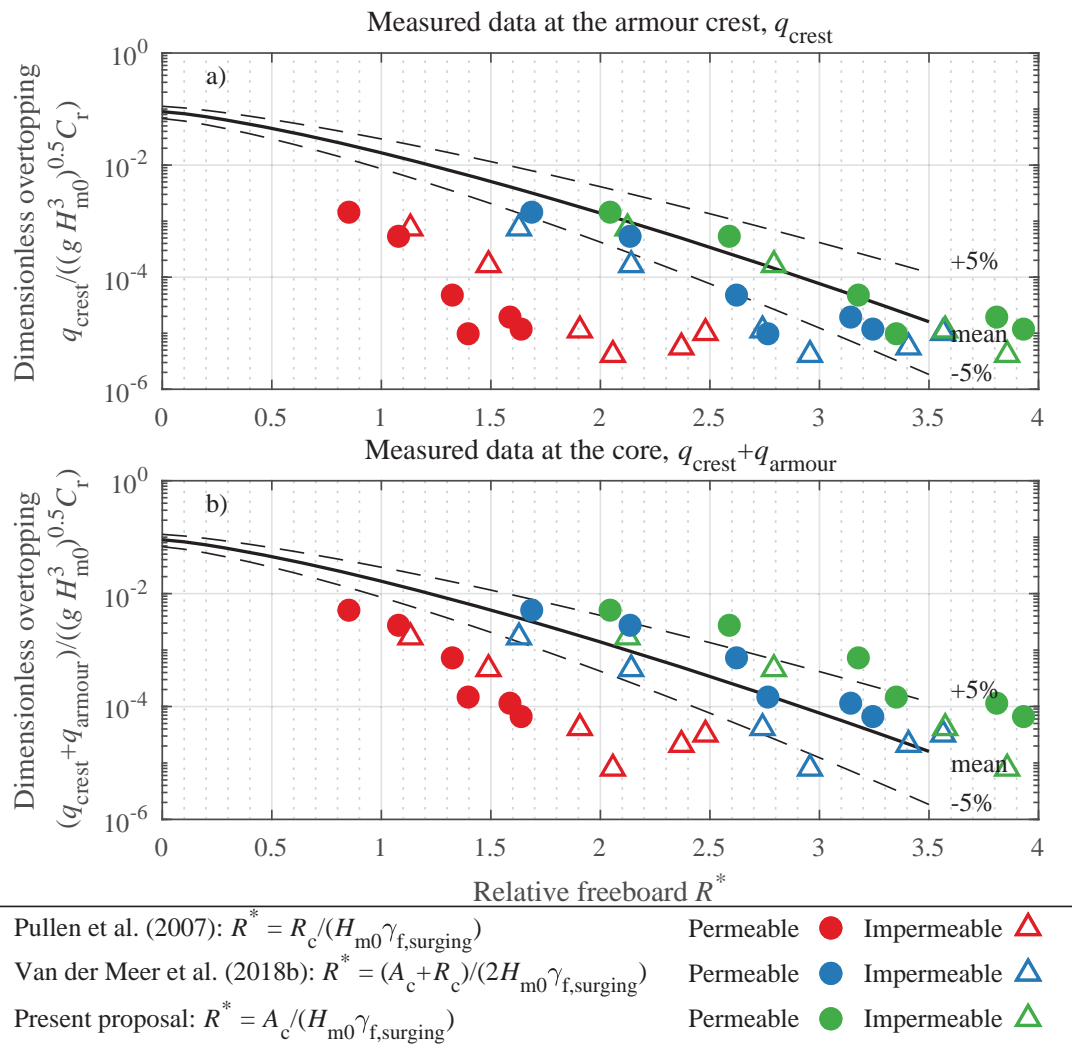 Measured data at the armour crest, q_crest
a)
Dimensionless overtopping
q_crest/((g H^3_m0)^0.5 C_r)
10^0
10^-2
10^-4
10^-6
+5%
mean
-5%
0 0.5 1 1.5 2 2.5 3 3.5 4
Measured data at the core, q_crest+q_armour
b)
Dimensionless overtopping
(q_crest+q_armour)/((g H^3_m0)^0.5 C_r)
10^0
10^-2
10^-4
10^-6
+5%
mean
-5%
0 0.5 1 1.5 2 2.5 3 3.5 4
Relative freeboard R^*
Pullen et al. (2007): R^* = R_c/(H_m0 γ_f,surging) Permeable Impermeable
Van der Meer et al. (2018b): R^* = (A_c+R_c)/(2H_m0 γ_f,surging) Permeable Impermeable
Present proposal: R^* = A_c/(H_m0 γ_f,surging) Permeable Impermeable